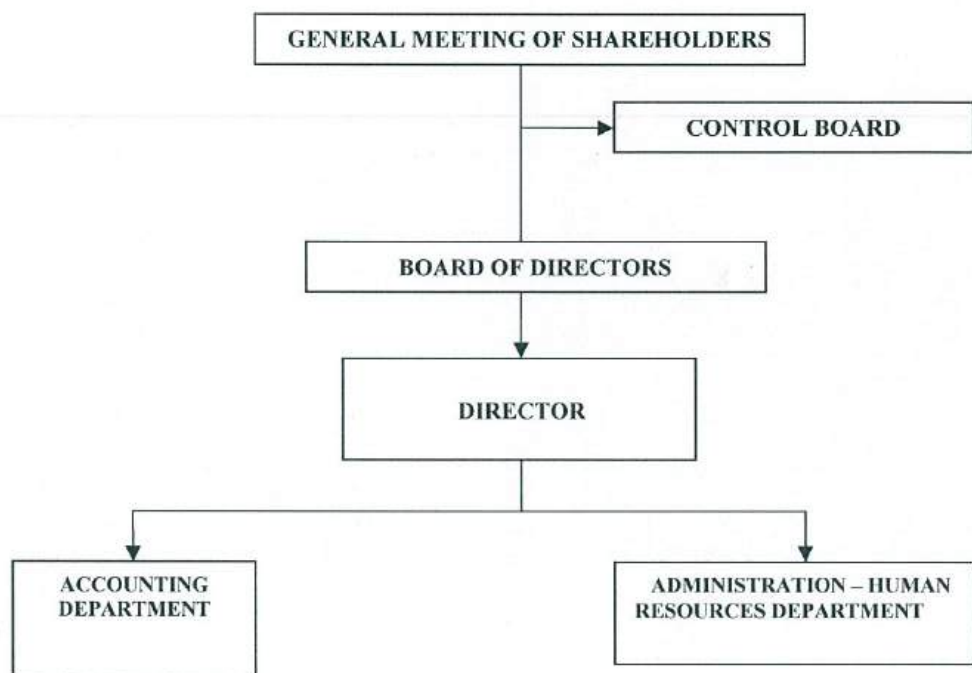 GENERAL MEETING OF SHAREHOLDERS
CONTROL BOARD
BOARD OF DIRECTORS
DIRECTOR
ACCOUNTING
DEPARTMENT
ADMINISTRATION – HUMAN
RESOURCES DEPARTMENT